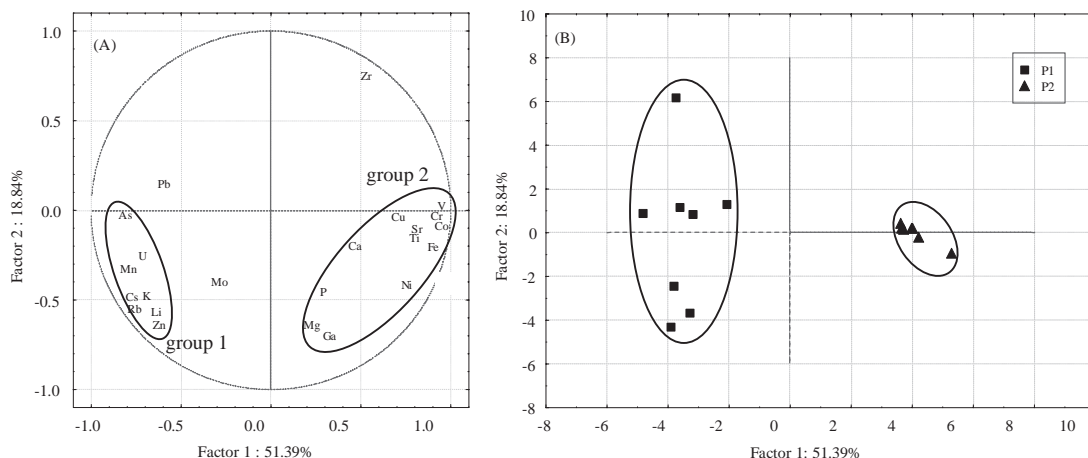 (A)
1.0
0.5
0.0
-0.5
-1.0
Factor 2 : 18.84%
Zr
Pb
group 2
As
V
Cu
Cr
Co
Sr
Ti
Fe
Ca
U
Mn
Mo
Ni
P
Cs
K
Rb
Li
Zn
Mg
Ga
group 1
-1.0
-0.5
0.0
0.5
1.0
Factor 1 : 51.39%
(B)
10
8
6
4
2
0
-2
-4
-6
-8
Factor 2: 18.84%
P1
P2
-8
-6
-4
-2
0
2
4
6
8
10
Factor 1: 51.39%